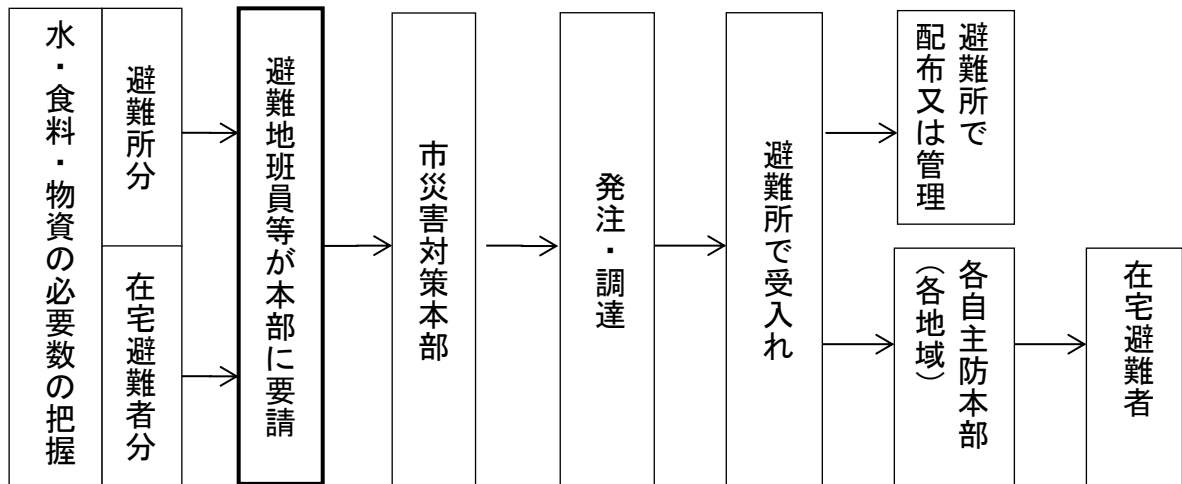 水・食料・物資の必要数の把握
避難所分
在宅避難者分
避難地班員等が本部に要請
市災害対策本部
発注・調達
避難所で受入れ
避難所で
配布又は管理
各自主防本部
（各地域）
在宅避難者